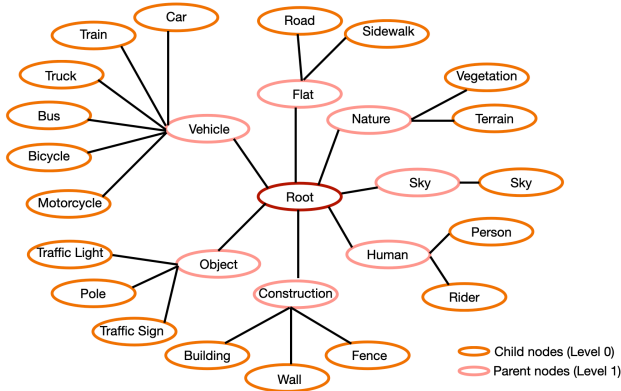 Car
Road
Train
Sidewalk
Truck
Flat
Vegetation
Bus
Vehicle
Nature
Terrain
Bicycle
Sky
Sky
Motorcycle
Root
Person
Traffic Light
Object
Human
Pole
Construction
Rider
Traffic Sign
Building
Fence
Wall
Child nodes (Level 0)
Parent nodes (Level 1)